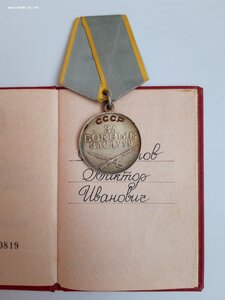 СССР
ЗА
БОЕВЫЕ
ЗАСЛУГИ
Виктор
Иванович
0819